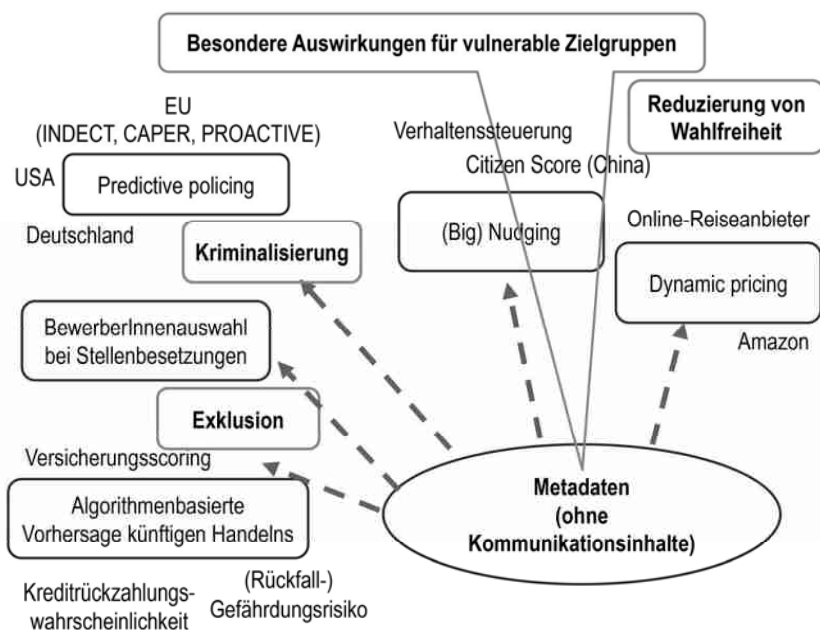 Besondere Auswirkungen für vulnerable Zielgruppen
EU
(INDECT, CAPER, PROACTIVE)
USA
Predictive policing
Deutschland
Kriminalisierung
Verhaltenssteuerung
Citizen Score (China)
(Big) Nudging
Reduzierung von
Wahlfreiheit
Online-Reiseanbieter
Dynamic pricing
Amazon
BewerberInnenauswahl
bei Stellenbesetzungen
Exklusion
Versicherungsscoring
Algorithmenbasierte
Vorhersage künftigen Handelns
Kreditrückzahlungs-
wahrscheinlichkeit
(Rückfall-)
Gefährdungsrisiko
Metadaten
(ohne
Kommunikationsinhalte)